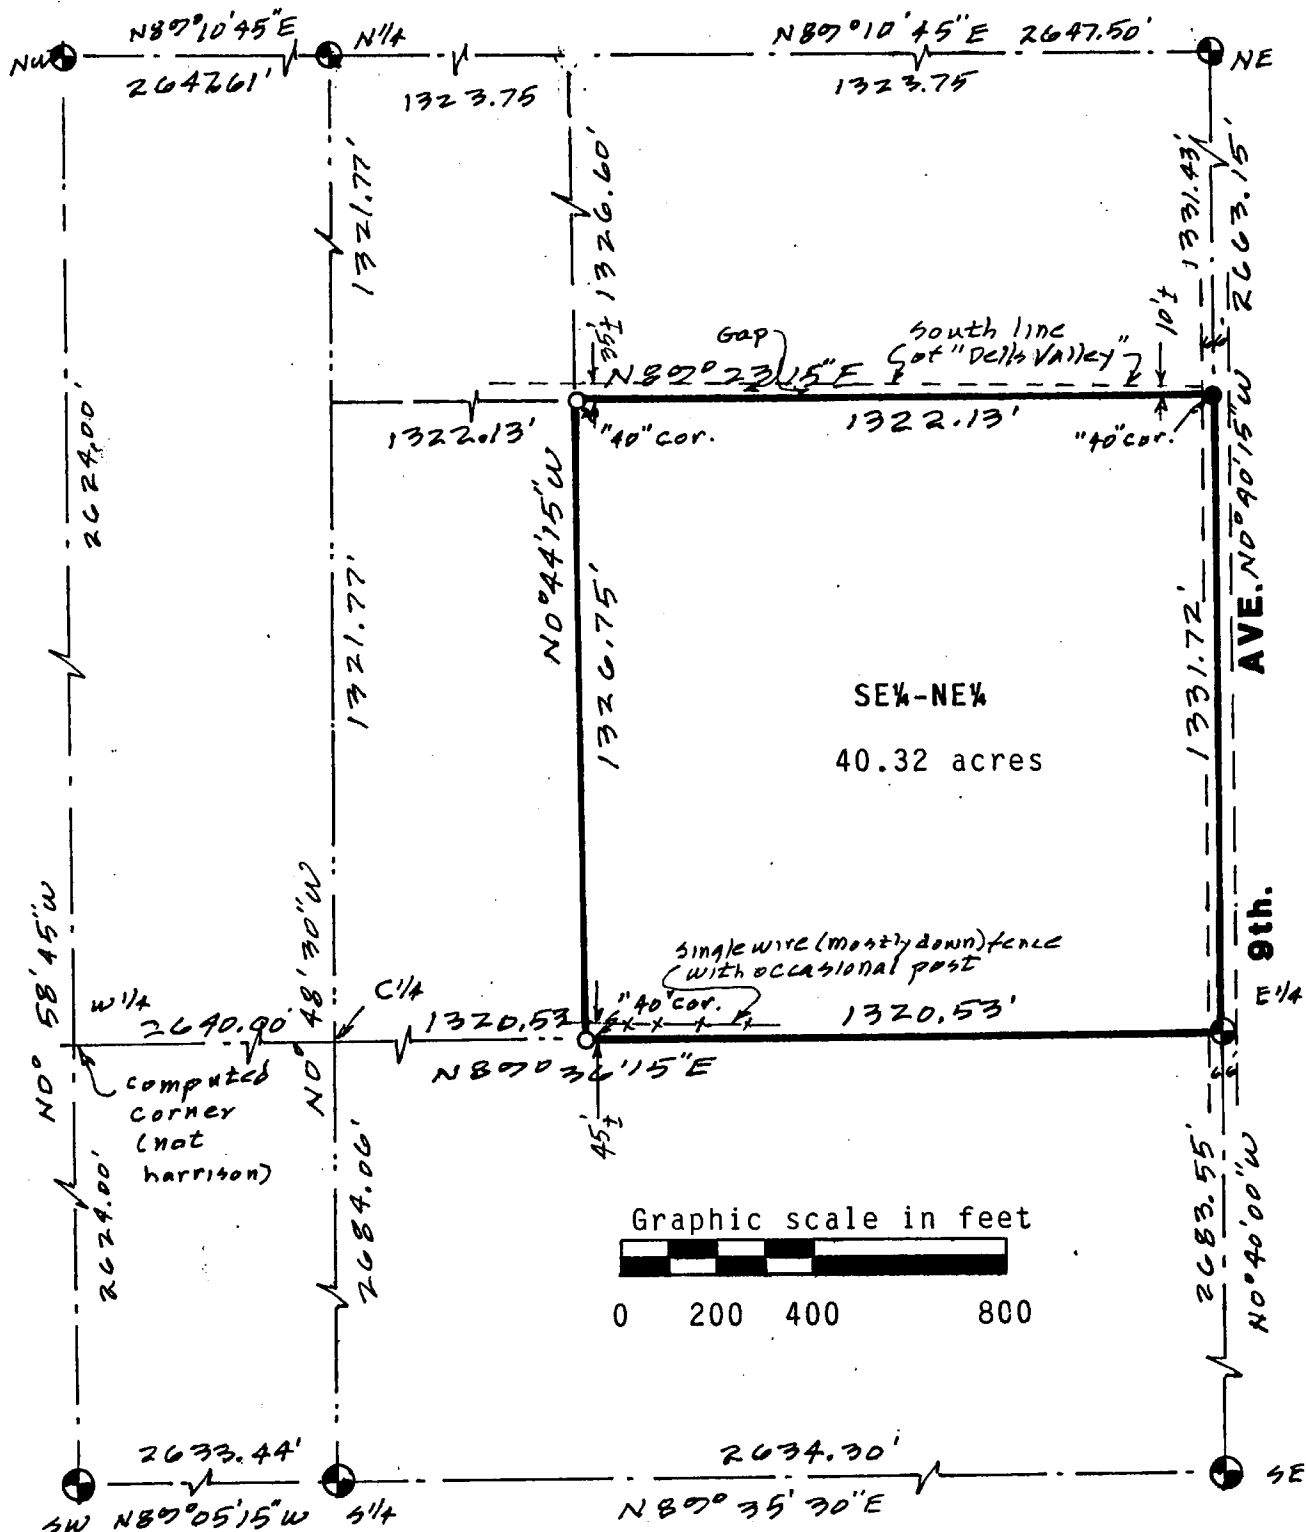 N89°10'45"E
N1/4
N89°10'45"E 2647.50'
NW
NE
2647.61'
1323.75
1323.75
1321.77'
1326.60'
1331.43'
2663.15'
35'±
Gap
South line
of "Dells Valley"
10'±
66'
N89°23'15"E
1322.13'
"40" cor.
1322.13'
"40" cor.
2624.00'
N0°44'15"W
N0°40'15"W
1321.77'
1326.75'
1331.72'
AVE.
SE¼-NE¼
40.32 acres
9th.
N0° 58' 45"W
N0° 48' 30"W
single wire (mostly down) fence
with occasional post
W1/4
C1/4
E1/4
2640.90'
1320.53
"40" cor.
1320.53'
N89°36'15"E
66'
computed
corner
(not
harrison)
45'±
2624.00'
2684.06'
2683.55'
N0°40'00"W
Graphic scale in feet
0 200 400 800
2633.44'
2634.30'
SW N89°05'15"W S1/4
N89°35'30"E
SE